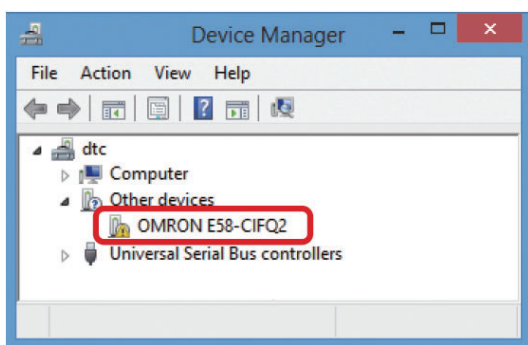 Device Manager
File Action View Help
dtc
Computer
Other devices
OMRON E58-CIFQ2
Universal Serial Bus controllers